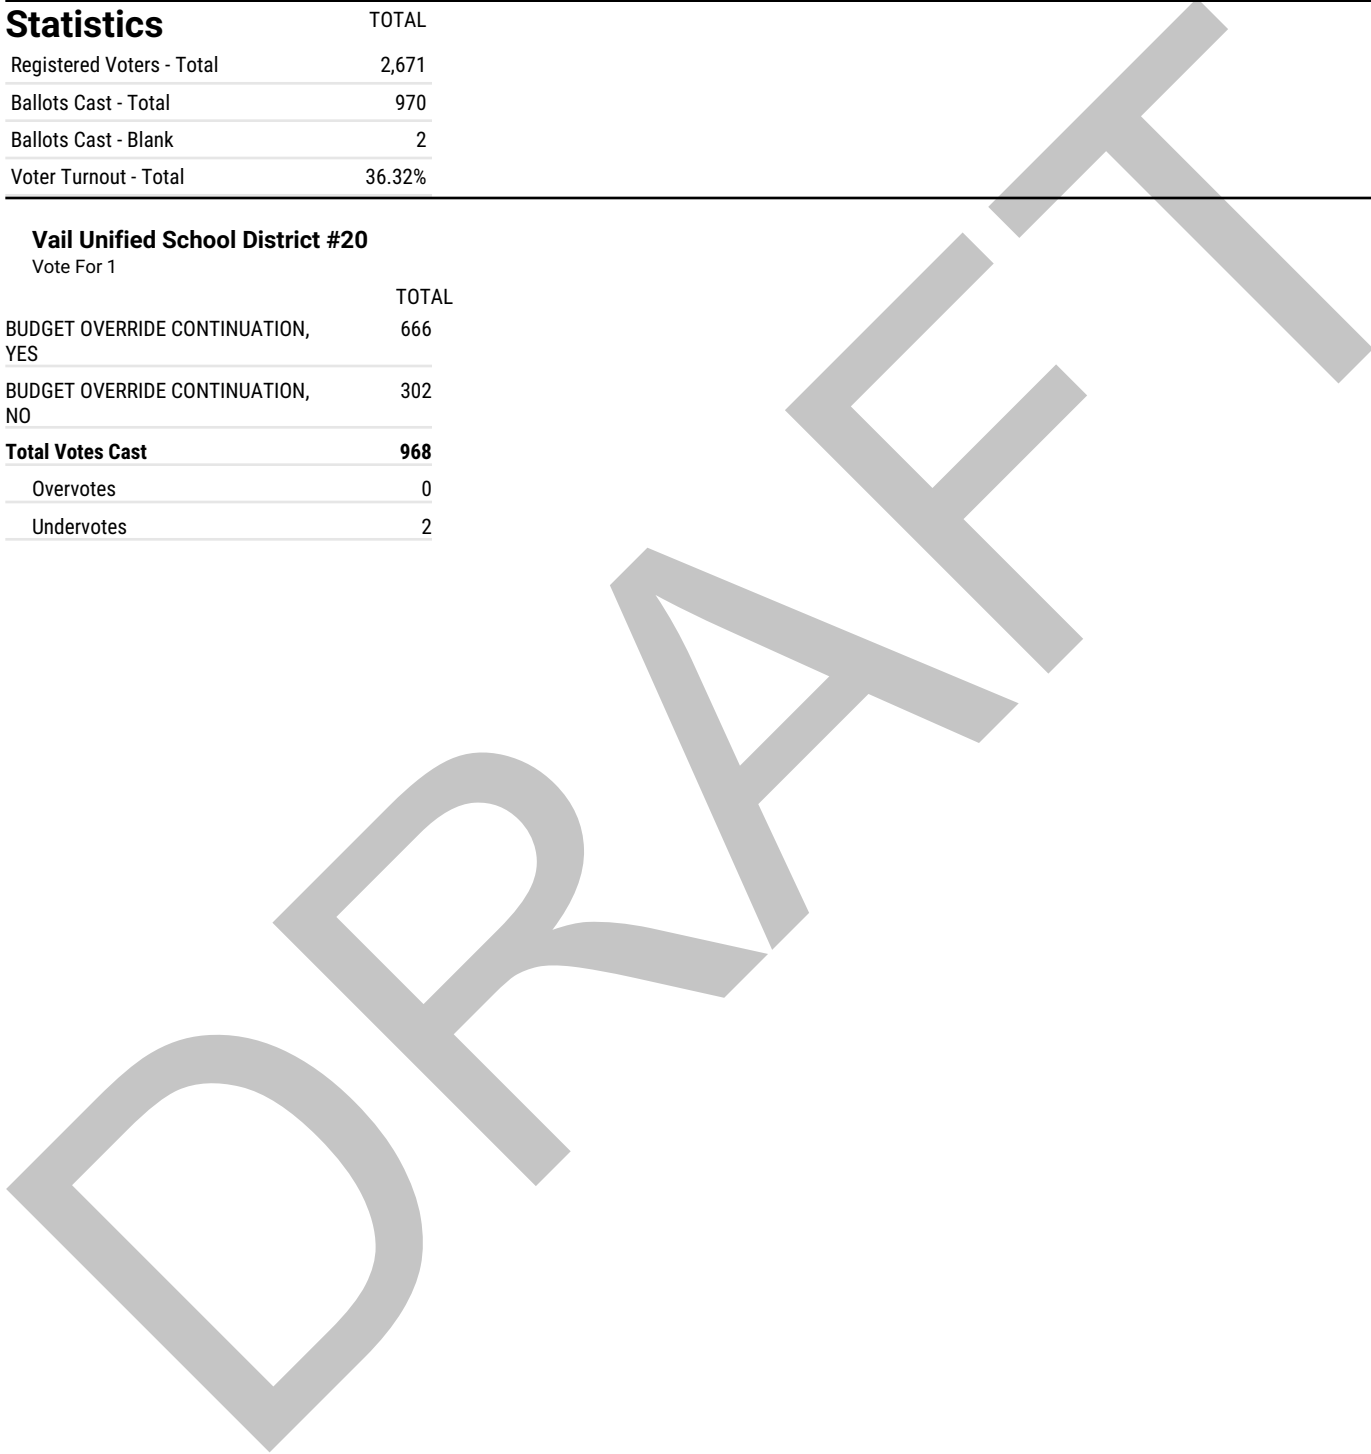 Statistics TOTAL
Registered Voters - Total 2,671
Ballots Cast - Total 970
Ballots Cast - Blank 2
Voter Turnout - Total 36.32%
Vail Unified School District #20
Vote For 1
TOTAL
BUDGET OVERRIDE CONTINUATION, 666
YES
BUDGET OVERRIDE CONTINUATION, 302
NO
Total Votes Cast 968
Overvotes 0
Undervotes 2
DRAFT